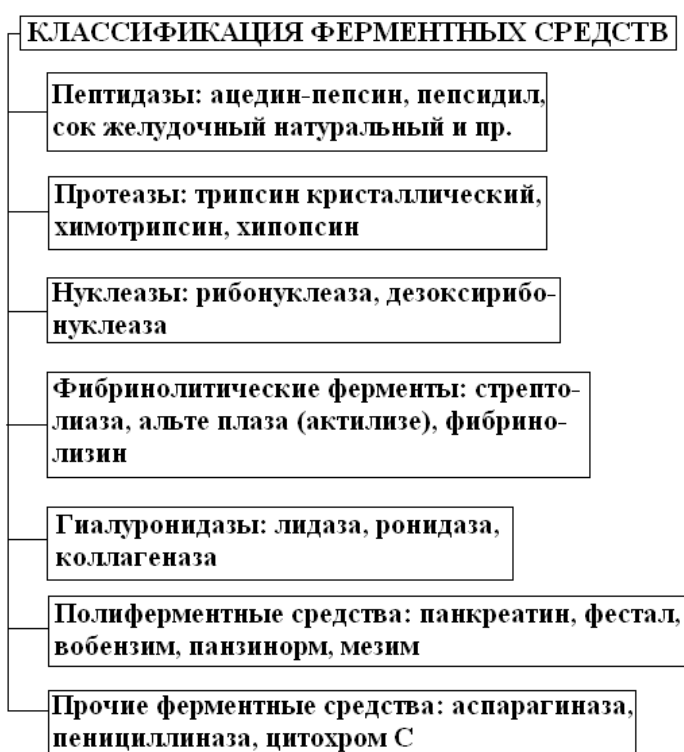 КЛАССИФИКАЦИЯ ФЕРМЕНТНЫХ СРЕДСТВ
Пептидазы: ацедин-пепсин, пепсидил,
сок желудочный натуральный и пр.
Протеазы: трипсин кристаллический,
химотрипсин, хипопсин
Нуклеазы: рибонуклеаза, дезоксирибо-
нуклеаза
Фибринолитические ферменты: стрепто-
лиаза, альте плаза (актилизе), фибрино-
лизин
Гиалуронидазы: лидаза, ронидаза,
коллагеназа
Полиферментные средства: панкреатин, фестал,
вобензим, панзинорм, мезим
Прочие ферментные средства: аспарагиназа,
пенициллиназа, цитохром С